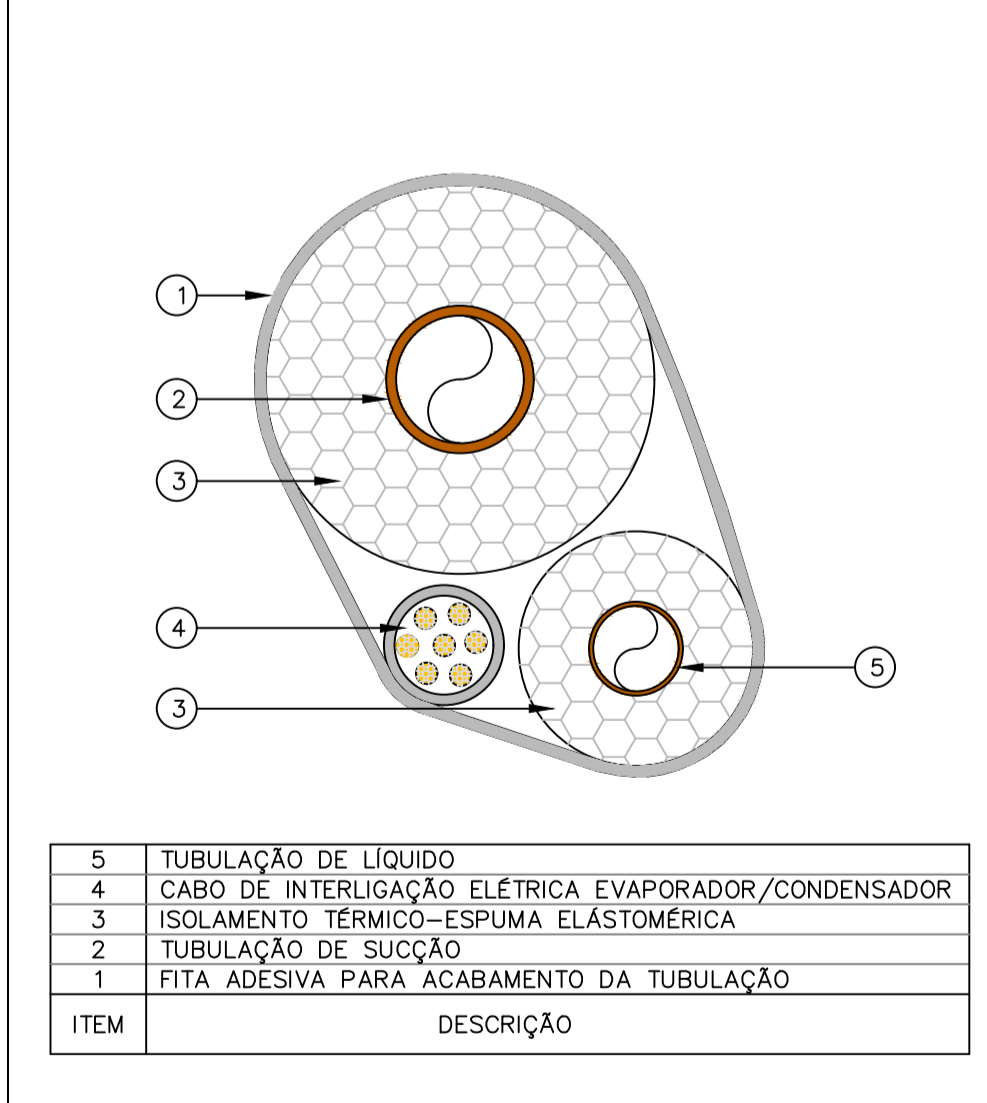 1
2
3
4
5
3
5 TUBULAÇÃO DE LÍQUIDO
4 CABO DE INTERLIGAÇÃO ELÉTRICA EVAPORADOR/CONDENSADOR
3 ISOLAMENTO TÉRMICO-ESPUMA ELÁSTOMÉRICA
2 TUBULAÇÃO DE SUCÇÃO
1 FITA ADESIVA PARA ACABAMENTO DA TUBULAÇÃO
ITEM DESCRIÇÃO